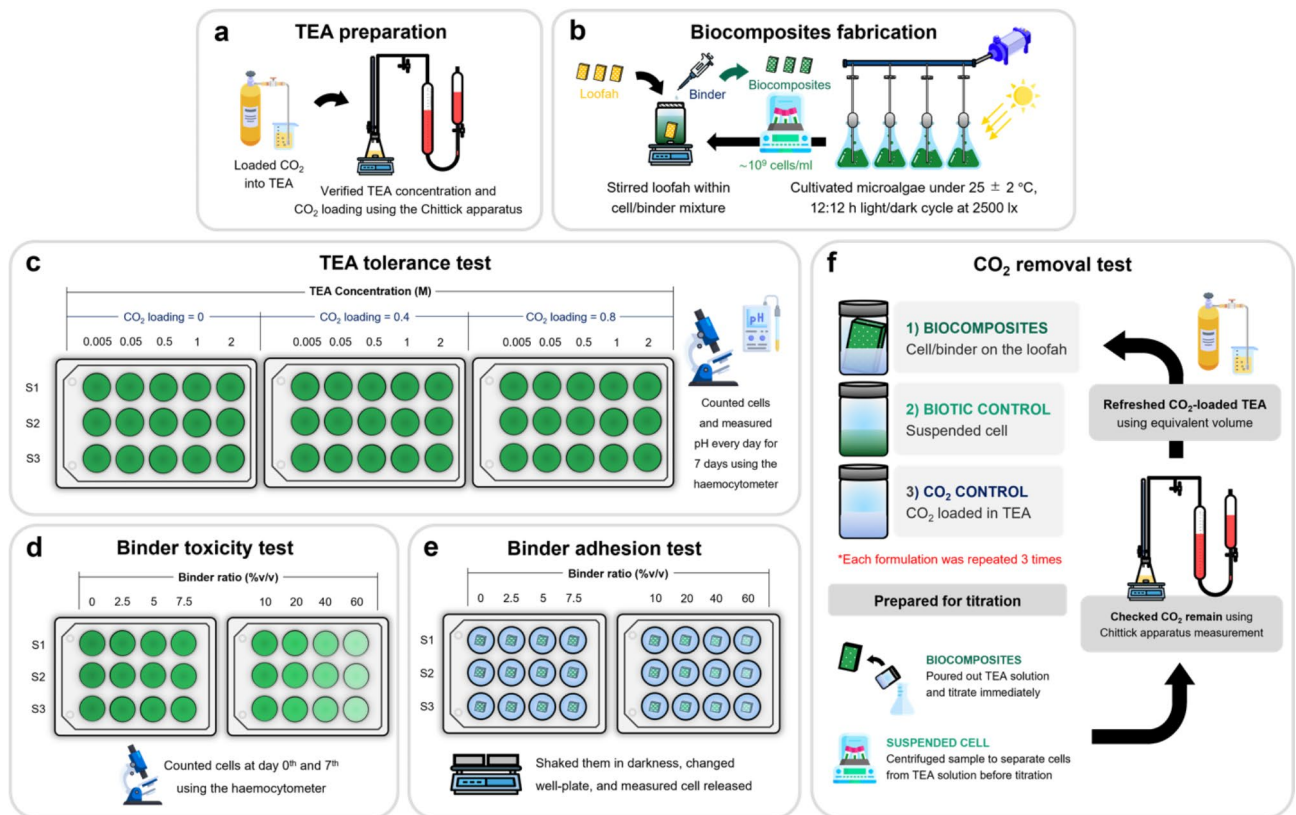 a TEA preparation
Loaded CO₂
into TEA
Verified TEA concentration and
CO₂ loading using the Chittick apparatus
b Biocomposites fabrication
Loofah
Binder
Biocomposites
~10⁹ cells/ml
Stirred loofah within
cell/binder mixture
Cultivated microalgae under 25 ± 2 °C,
12:12 h light/dark cycle at 2500 lx
c TEA tolerance test
TEA Concentration (M)
CO₂ loading = 0 CO₂ loading = 0.4 CO₂ loading = 0.8
0.005 0.05 0.5 1 2 0.005 0.05 0.5 1 2 0.005 0.05 0.5 1 2
S1
S2
S3
pH
Counted cells
and measured
pH every day for
7 days using the
haemocytometer
d Binder toxicity test
Binder ratio (%v/v)
0 2.5 5 7.5 10 20 40 60
S1
S2
S3
Counted cells at day 0ᵗʰ and 7ᵗʰ
using the haemocytometer
e Binder adhesion test
Binder ratio (%v/v)
0 2.5 5 7.5 10 20 40 60
S1
S2
S3
Shaked them in darkness, changed
well-plate, and measured cell released
f CO₂ removal test
1) BIOCOMPOSITES
Cell/binder on the loofah
2) BIOTIC CONTROL
Suspended cell
3) CO₂ CONTROL
CO₂ loaded in TEA
*Each formulation was repeated 3 times
Prepared for titration
BIOCOMPOSITES
Poured out TEA solution
and titrate immediately
SUSPENDED CELL
Centrifuged sample to separate cells
from TEA solution before titration
Refreshed CO₂-loaded TEA
using equivalent volume
Checked CO₂ remain using
Chittick apparatus measurement